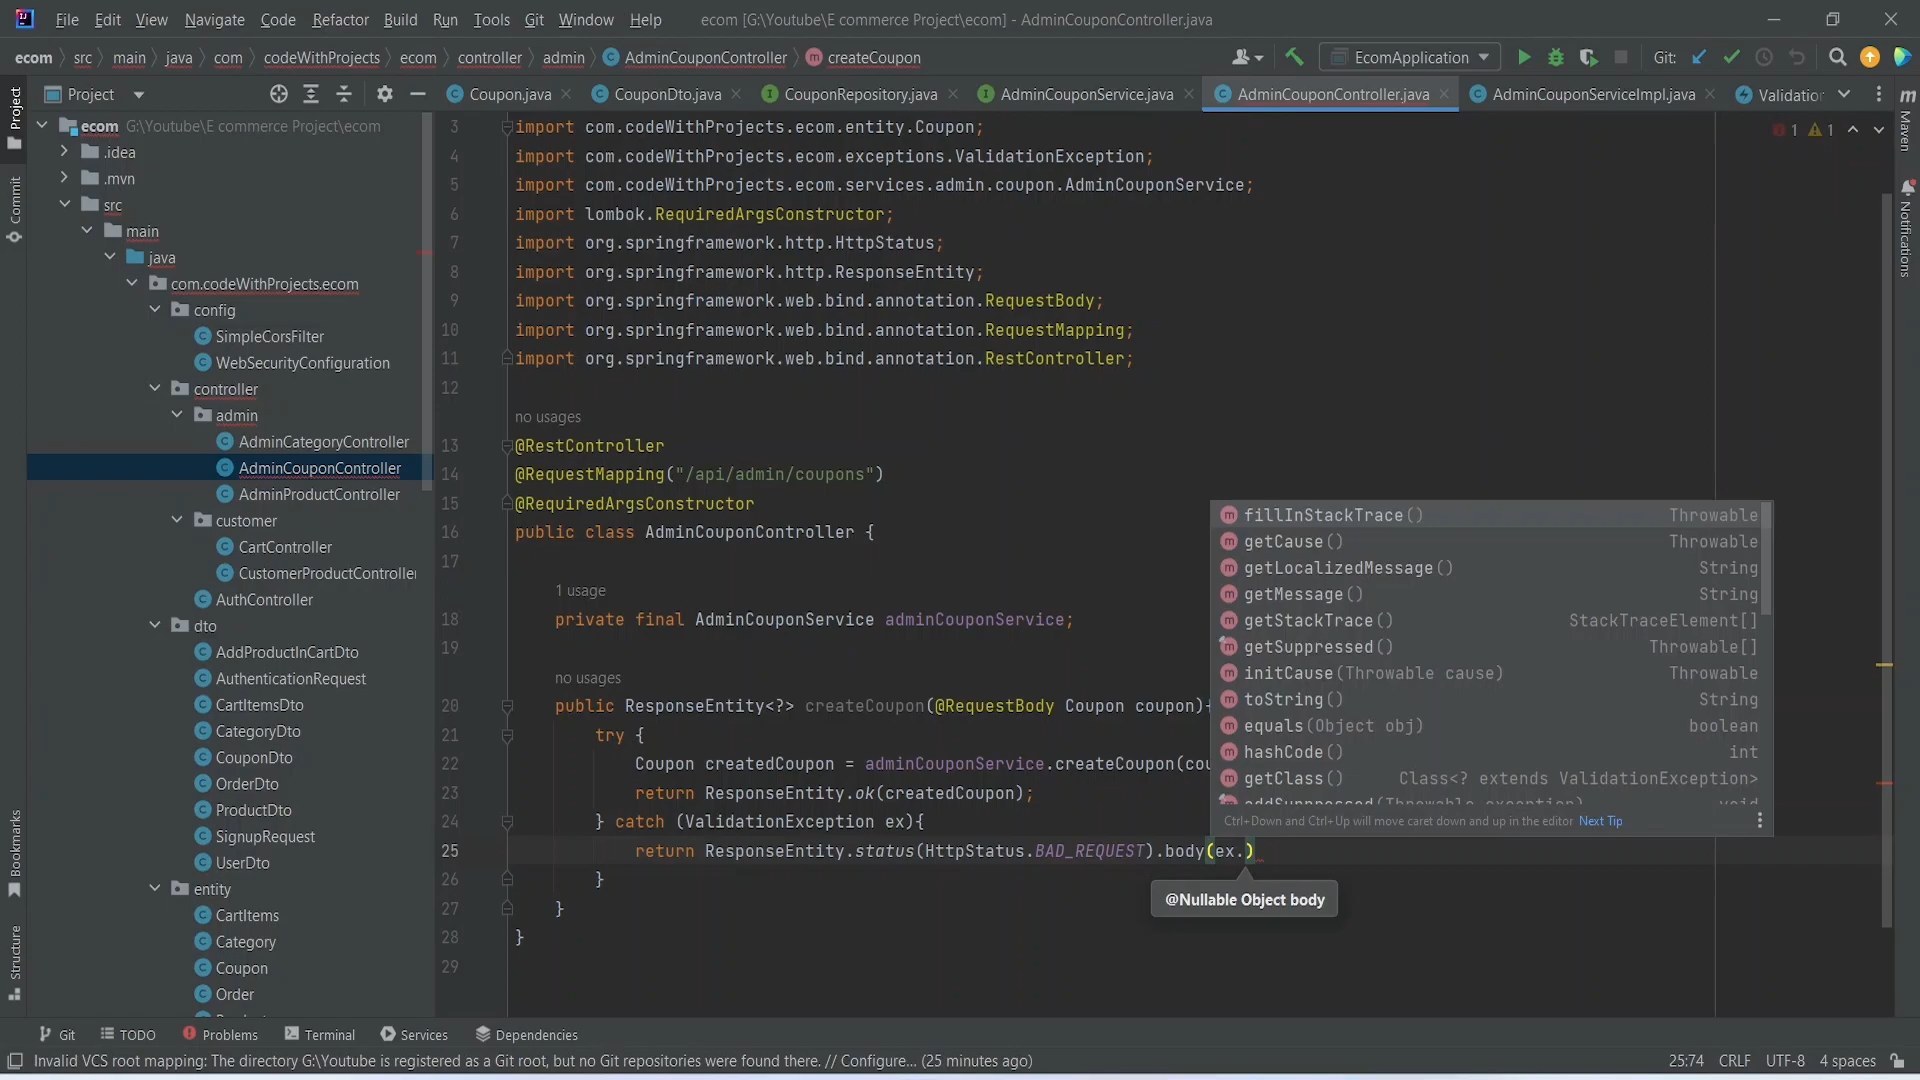 File Edit View Navigate Code Refactor Build Run Tools Git Window Help ecom [G:\Youtube\E commerce Project\ecom] - AdminCouponController.java
ecom src main java com codeWithProjects ecom controller admin AdminCouponController createCoupon EcomApplication Git:
Project Coupon.java CouponDto.java CouponRepository.java AdminCouponService.java AdminCouponController.java AdminCouponServiceImpl.java Validatior
Project
Commit
Bookmarks
Structure
Maven
Notifications
ecom G:\Youtube\E commerce Project\ecom
.idea
.mvn
src
main
java
com.codeWithProjects.ecom
config
SimpleCorsFilter
WebSecurityConfiguration
controller
admin
AdminCategoryController
AdminCouponController
AdminProductController
customer
CartController
CustomerProductController
AuthController
dto
AddProductInCartDto
AuthenticationRequest
CartItemsDto
CategoryDto
CouponDto
OrderDto
ProductDto
SignupRequest
UserDto
entity
CartItems
Category
Coupon
Order
1 1
3 import com.codeWithProjects.ecom.entity.Coupon;
4 import com.codeWithProjects.ecom.exceptions.ValidationException;
5 import com.codeWithProjects.ecom.services.admin.coupon.AdminCouponService;
6 import lombok.RequiredArgsConstructor;
7 import org.springframework.http.HttpStatus;
8 import org.springframework.http.ResponseEntity;
9 import org.springframework.web.bind.annotation.RequestBody;
10 import org.springframework.web.bind.annotation.RequestMapping;
11 import org.springframework.web.bind.annotation.RestController;
12
no usages
13 @RestController
14 @RequestMapping("/api/admin/coupons")
15 @RequiredArgsConstructor
16 public class AdminCouponController {
17
1 usage
18 private final AdminCouponService adminCouponService;
19
no usages
20 public ResponseEntity<?> createCoupon(@RequestBody Coupon coupon){
21 try {
22 Coupon createdCoupon = adminCouponService.createCoupon(cou
23 return ResponseEntity.ok(createdCoupon);
24 } catch (ValidationException ex){
25 return ResponseEntity.status(HttpStatus.BAD_REQUEST).body(ex.)
26 }
27 }
28 }
29
fillInStackTrace() Throwable
getCause() Throwable
getLocalizedMessage() String
getMessage() String
getStackTrace() StackTraceElement[]
getSuppressed() Throwable[]
initCause(Throwable cause) Throwable
toString() String
equals(Object obj) boolean
hashCode() int
getClass() Class<? extends ValidationException>
addSuppressed(Throwable exception) void
Ctrl+Down and Ctrl+Up will move caret down and up in the editor Next Tip
@Nullable Object body
Git TODO Problems Terminal Services Dependencies
Invalid VCS root mapping: The directory G:\Youtube is registered as a Git root, but no Git repositories were found there. // Configure... (25 minutes ago) 25:74 CRLF UTF-8 4 spaces